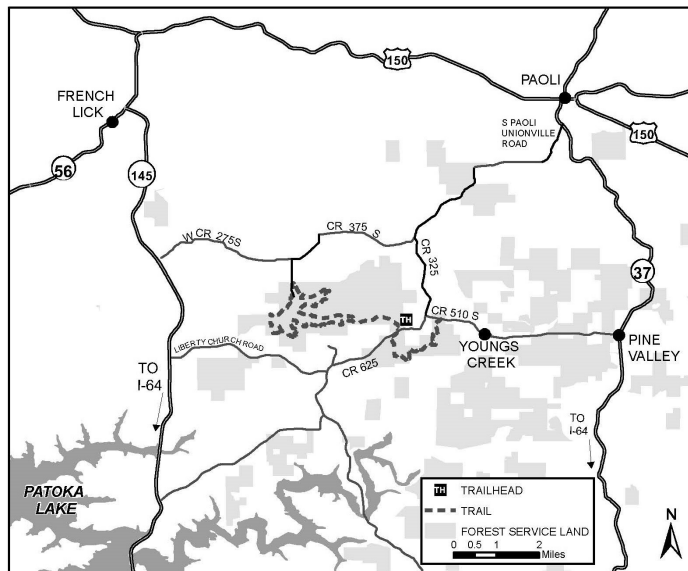 150
PAOLI
FRENCH
LICK
S PAOLI
UNIONVILLE
ROAD
150
56
145
W CR 275S
CR 375 S
CR 325
37
TH
CR 510 S
LIBERTY CHURCH ROAD
YOUNGS
CREEK
PINE
VALLEY
CR 625
TO
I-64
TO
I-64
PATOKA
LAKE
TH TRAILHEAD
TRAIL
FOREST SERVICE LAND
0 0.5 1 2
Miles
N